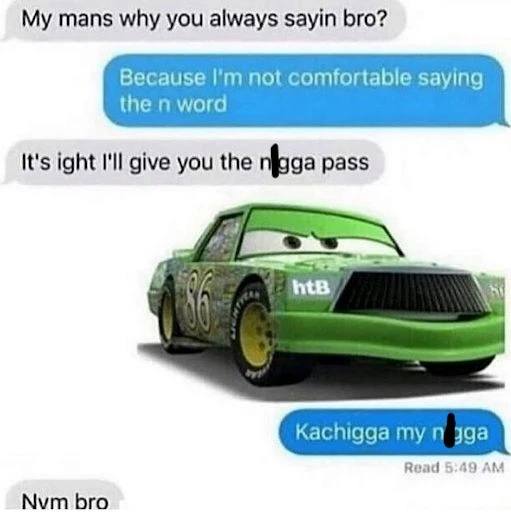 My mans why you always sayin bro?
Because I'm not comfortable saying
the n word
It's ight I'll give you the n gga pass
86
htB
LIGHTYEAR
Kachigga my n gga
Read 5:49 AM
Nvm bro